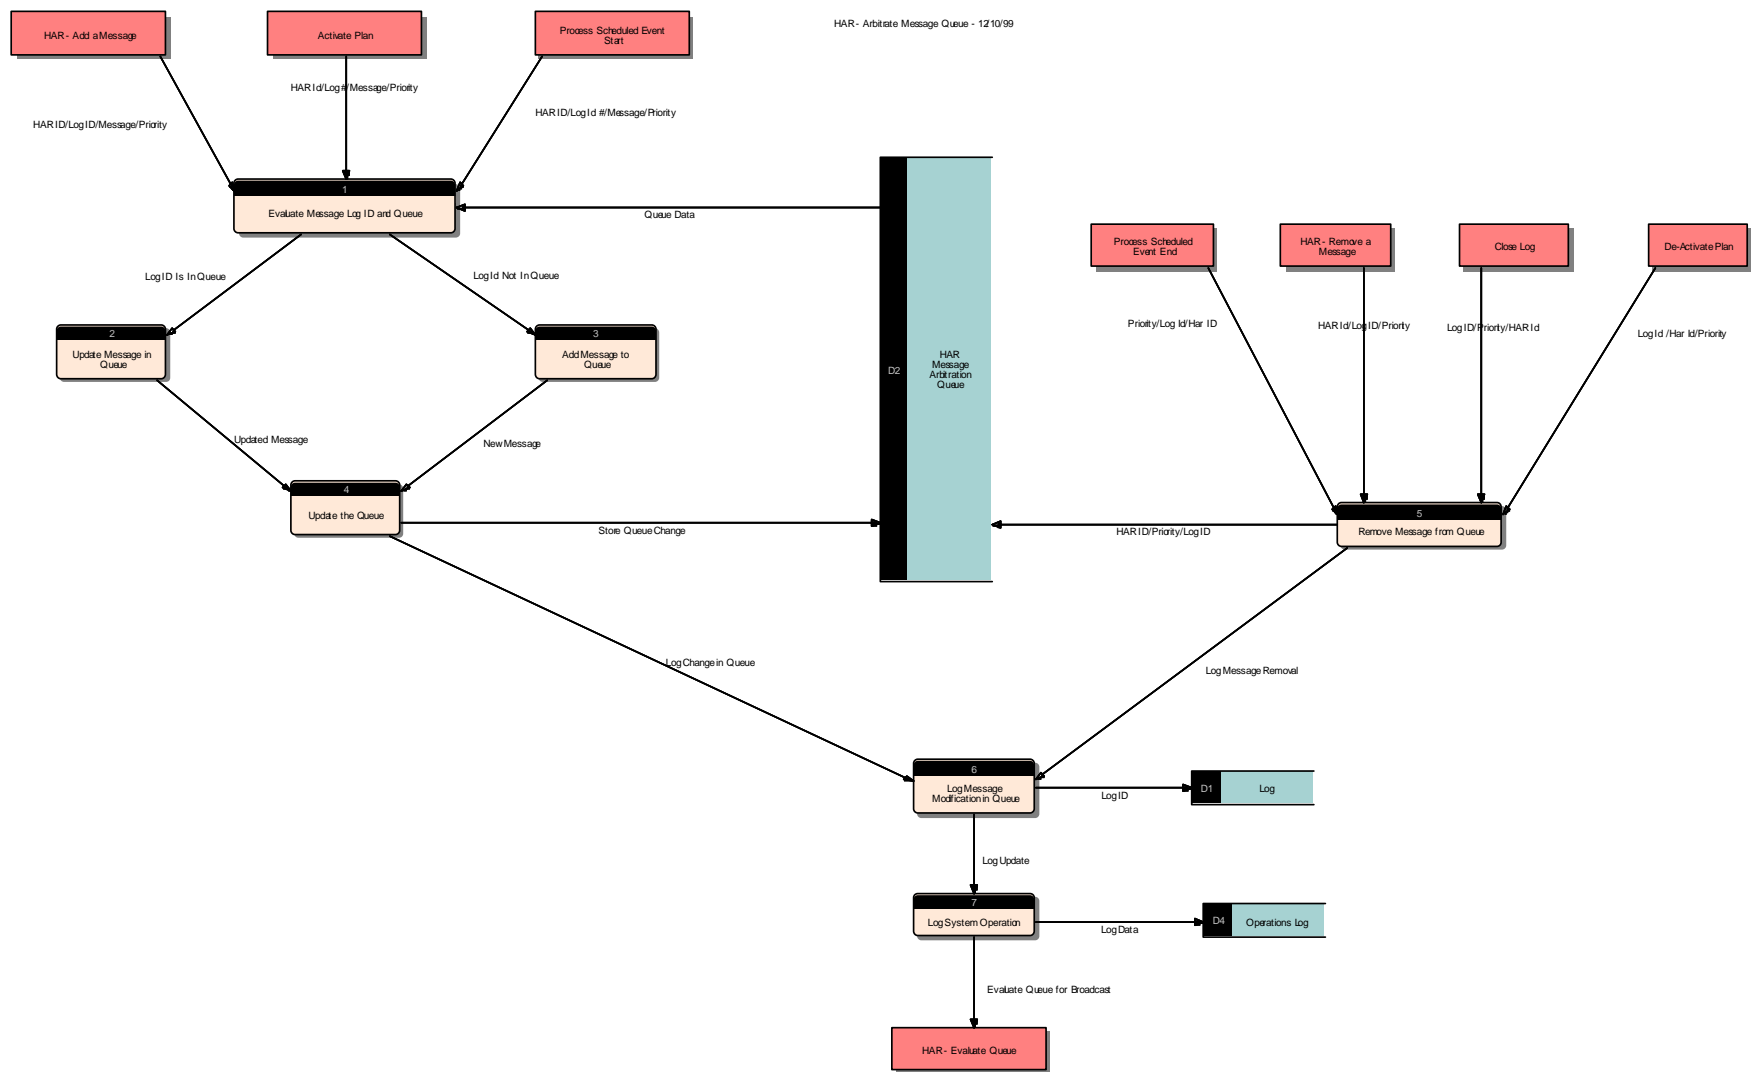 HAR - Arbitrate Message Queue - 12/10/99
HAR - Add a Message
Activate Plan
Process Scheduled Event
Start
HAR Id/Log #/Message/Priority
HAR ID/Log ID/Message/Priority
HAR ID/Log Id #/Message/Priority
1
Evaluate Message Log ID and Queue
Queue Data
Log ID Is In Queue
Log Id Not In Queue
2
Update Message in
Queue
3
Add Message to
Queue
Updated Message
New Message
4
Update the Queue
Store Queue Change
D2
HAR
Message
Arbitration
Queue
Process Scheduled
Event End
HAR - Remove a
Message
Close Log
De-Activate Plan
Priority/Log Id/Har ID
HAR Id/Log ID/Priority
Log ID/Priority/HAR Id
Log Id /Har Id/Priority
5
Remove Message from Queue
HAR ID/Priority/Log ID
Log Change in Queue
Log Message Removal
6
Log Message
Modification in Queue
Log ID
D1
Log
Log Update
7
Log System Operation
Log Data
D4
Operations Log
Evaluate Queue for Broadcast
HAR - Evaluate Queue